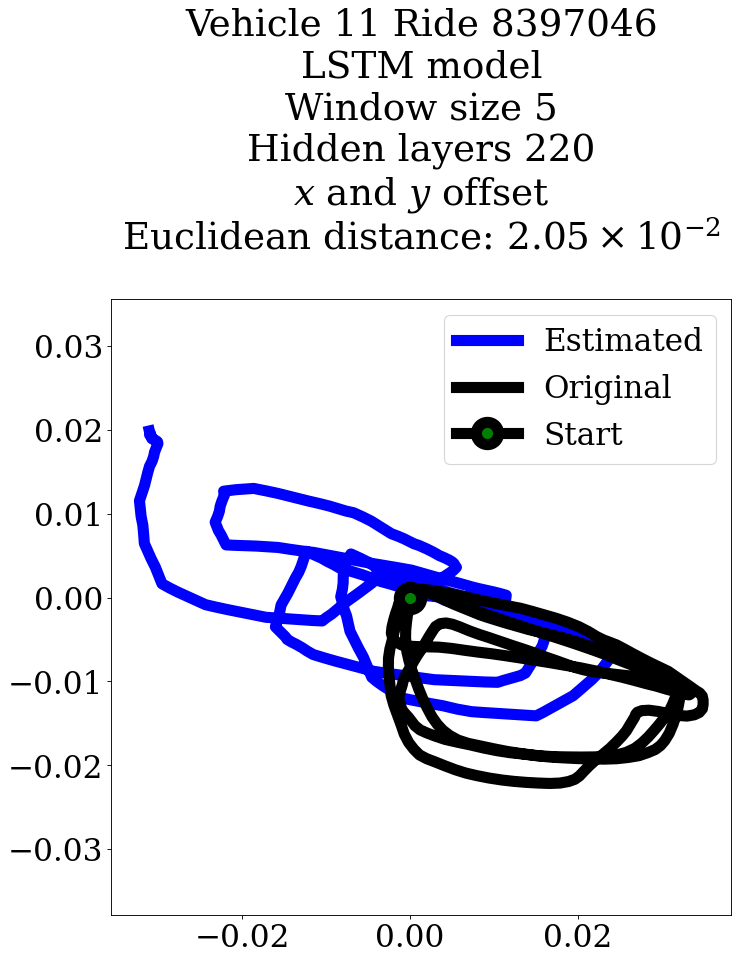 Vehicle 11 Ride 8397046
LSTM model
Window size 5
Hidden layers 220
x and y offset
Euclidean distance: 2.05 × 10⁻²
Estimated
Original
Start
0.03
0.02
0.01
0.00
−0.01
−0.02
−0.03
−0.02
0.00
0.02